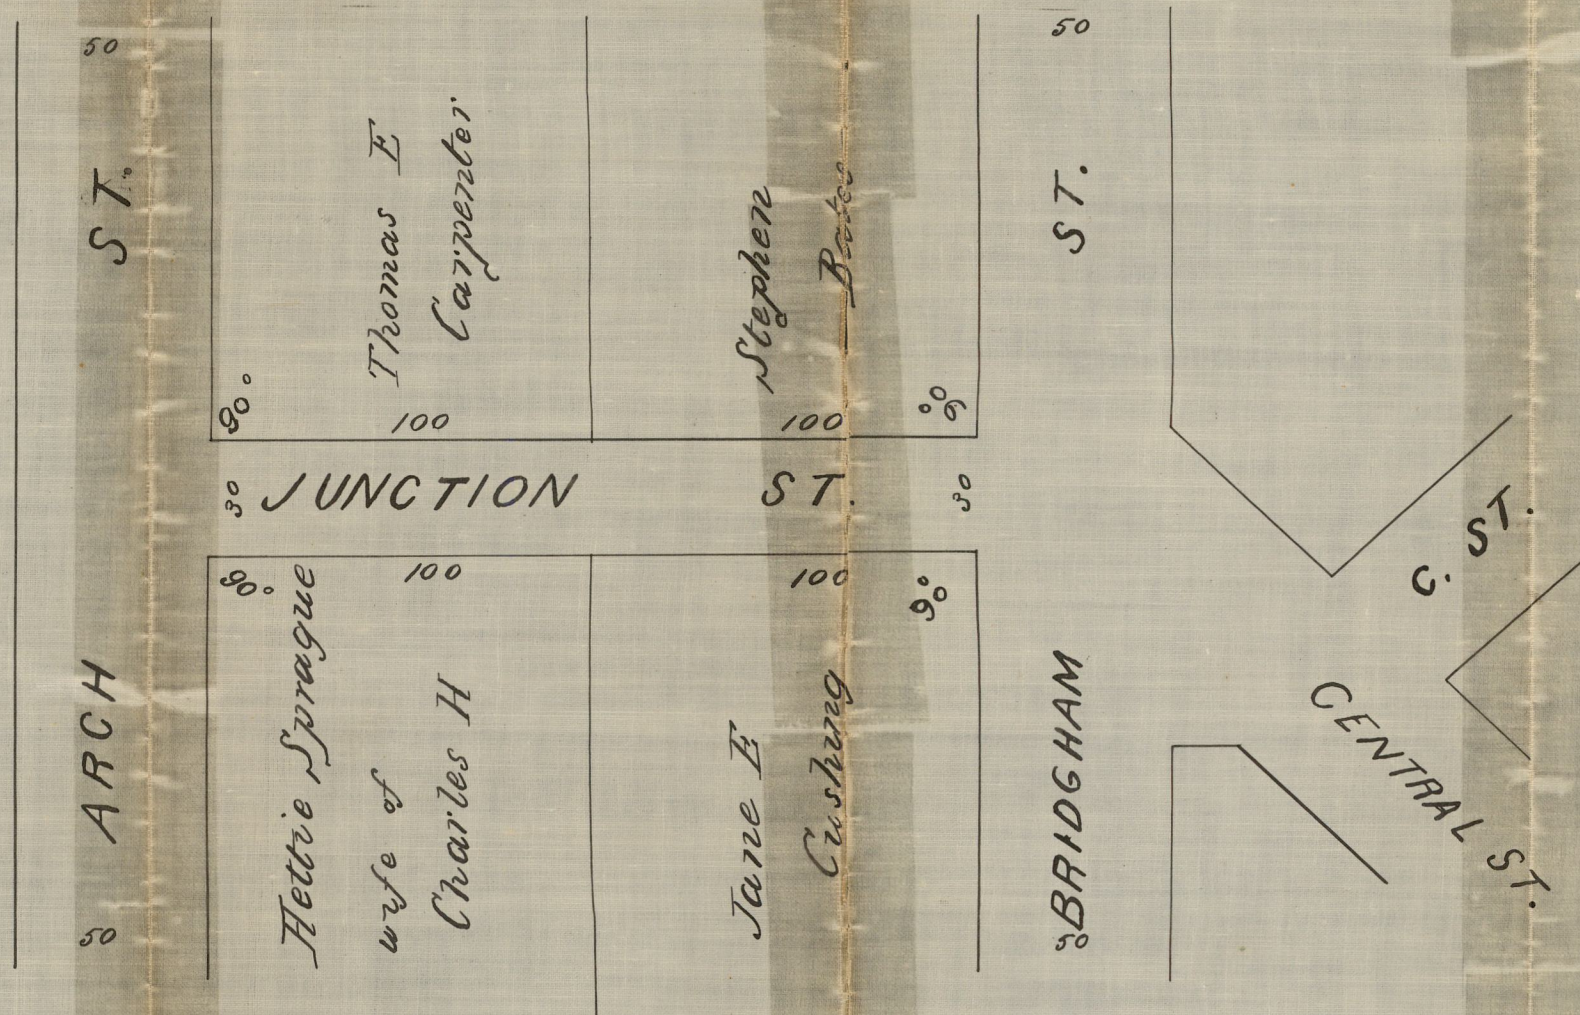 50
ARCH ST.
50
Thomas E
Carpenter
Stephen
Bates
90°
100
100
90°
30
JUNCTION ST.
30
90°
100
100
90°
Hettie Sprague
wife of
Charles H
Jane E
Cushing
50
BRIDGHAM ST.
50
C. ST.
CENTRAL ST.